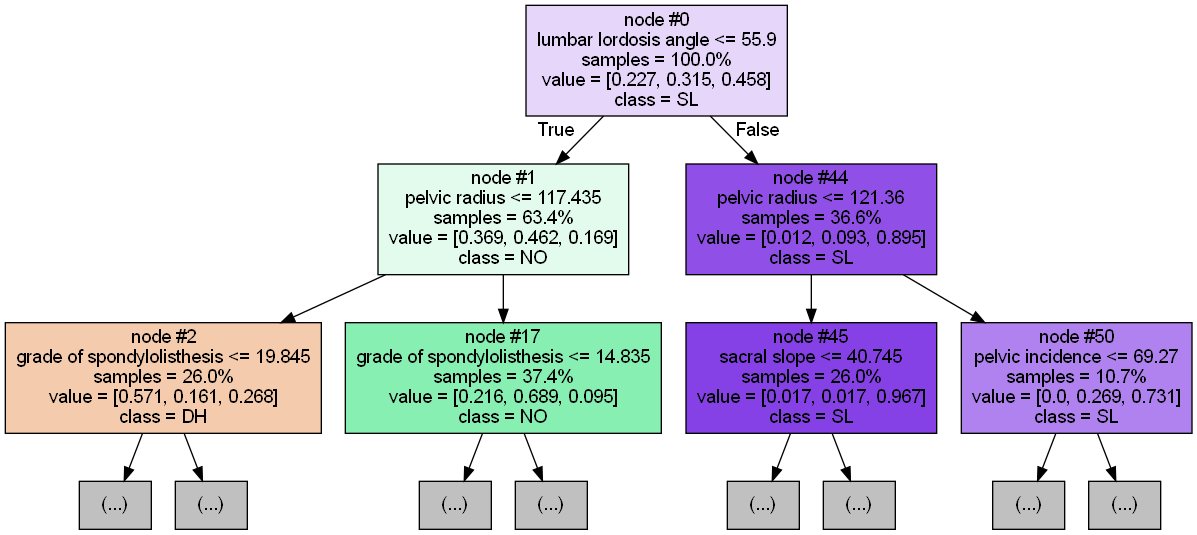 node #0
lumbar lordosis angle <= 55.9
samples = 100.0%
value = [0.227, 0.315, 0.458]
class = SL
True
False
node #1
pelvic radius <= 117.435
samples = 63.4%
value = [0.369, 0.462, 0.169]
class = NO
node #44
pelvic radius <= 121.36
samples = 36.6%
value = [0.012, 0.093, 0.895]
class = SL
node #2
grade of spondylolisthesis <= 19.845
samples = 26.0%
value = [0.571, 0.161, 0.268]
class = DH
node #17
grade of spondylolisthesis <= 14.835
samples = 37.4%
value = [0.216, 0.689, 0.095]
class = NO
node #45
sacral slope <= 40.745
samples = 26.0%
value = [0.017, 0.017, 0.967]
class = SL
node #50
pelvic incidence <= 69.27
samples = 10.7%
value = [0.0, 0.269, 0.731]
class = SL
(...)
(...)
(...)
(...)
(...)
(...)
(...)
(...)